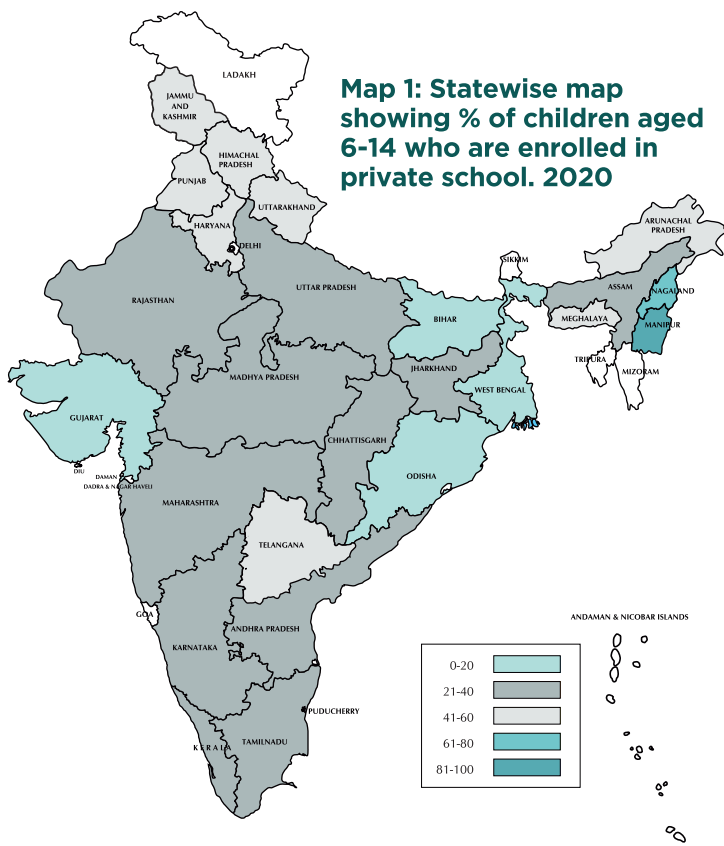 LADAKH
Map 1: Statewise map
showing % of children aged
6-14 who are enrolled in
private school. 2020
JAMMU
AND
KASHMIR
HIMACHAL
PRADESH
PUNJAB
UTTARAKHAND
HARYANA
DELHI
ARUNACHAL
PRADESH
SIKKIM
RAJASTHAN
UTTAR PRADESH
ASSAM
NAGALAND
BIHAR
MEGHALAYA
MANIPUR
TRIPURA
MIZORAM
JHARKHAND
MADHYA PRADESH
WEST BENGAL
GUJARAT
CHHATTISGARH
DIU
DAMAN
DADRA & NAGAR HAVELI
ODISHA
MAHARASHTRA
TELANGANA
GOA
ANDHRA PRADESH
KARNATAKA
ANDAMAN & NICOBAR ISLANDS
PUDUCHERRY
KERALA
TAMILNADU
0-20
21-40
41-60
61-80
81-100